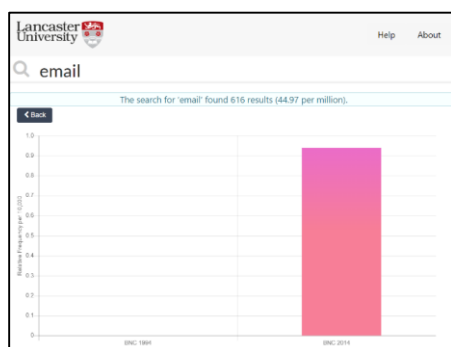 Lancaster
University
Help About
email
The search for 'email' found 616 results (44.97 per million).
Back
1.0
0.9
0.8
0.7
0.6
0.5
0.4
0.3
0.2
0.1
0
Relative Frequency per 10,000
BNC 1994 BNC 2014